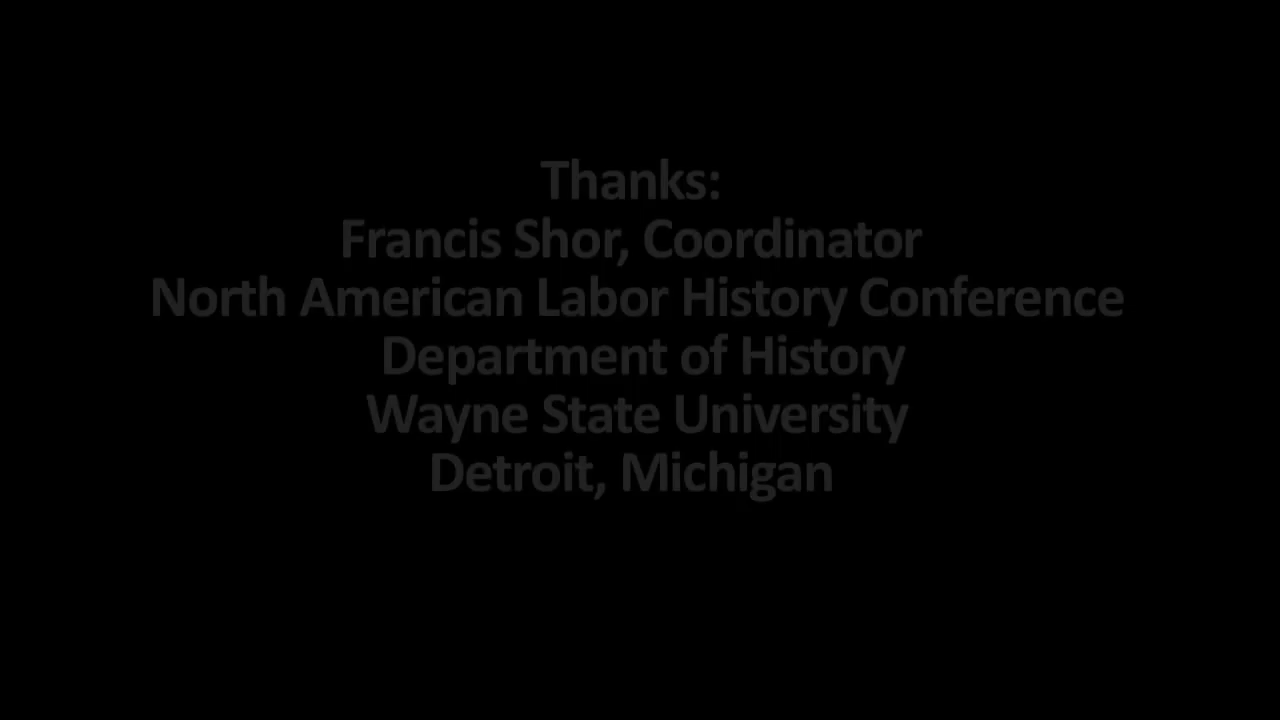 Thanks:
Francis Shor, Coordinator
North American Labor History Conference
Department of History
Wayne State University
Detroit, Michigan